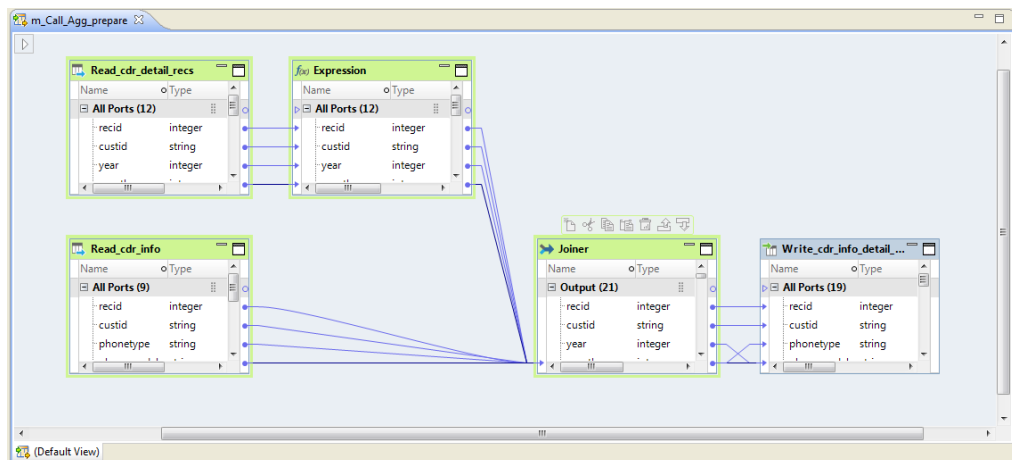 m_Call_Agg_prepare
Read_cdr_detail_recs
Name Type
All Ports (12)
recid integer
custid string
year integer
f(x) Expression
Name Type
All Ports (12)
recid integer
custid string
year integer
Read_cdr_info
Name Type
All Ports (9)
recid integer
custid string
phonetype string
Joiner
Name Type
Output (21)
recid integer
custid string
year integer
Write_cdr_info_detail_...
Name Type
All Ports (19)
recid integer
custid string
phonetype string
(Default View)